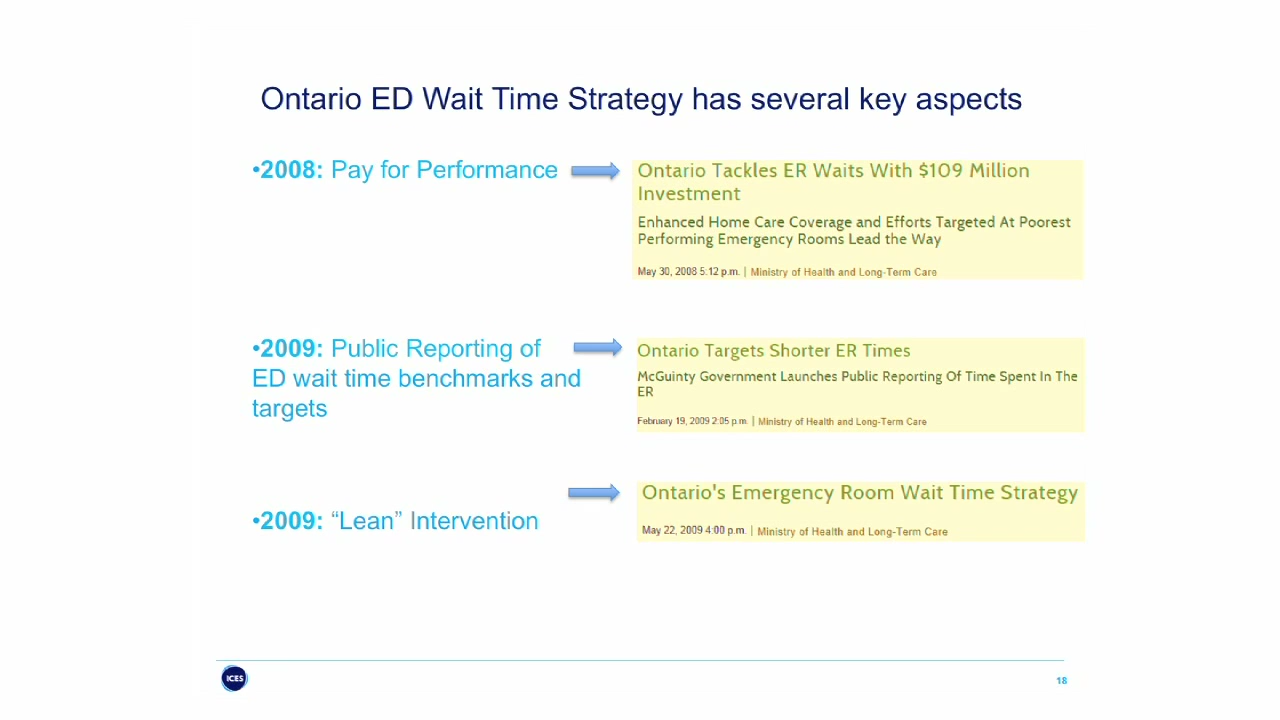 Ontario ED Wait Time Strategy has several key aspects
•2008: Pay for Performance
Ontario Tackles ER Waits With $109 Million
Investment
Enhanced Home Care Coverage and Efforts Targeted At Poorest
Performing Emergency Rooms Lead the Way
May 30, 2008 5:12 p.m. | Ministry of Health and Long-Term Care
•2009: Public Reporting of
ED wait time benchmarks and
targets
Ontario Targets Shorter ER Times
McGuinty Government Launches Public Reporting Of Time Spent In The
ER
February 19, 2009 2:05 p.m. | Ministry of Health and Long-Term Care
•2009: “Lean” Intervention
Ontario's Emergency Room Wait Time Strategy
May 22, 2009 4:00 p.m. | Ministry of Health and Long-Term Care
ICES
18